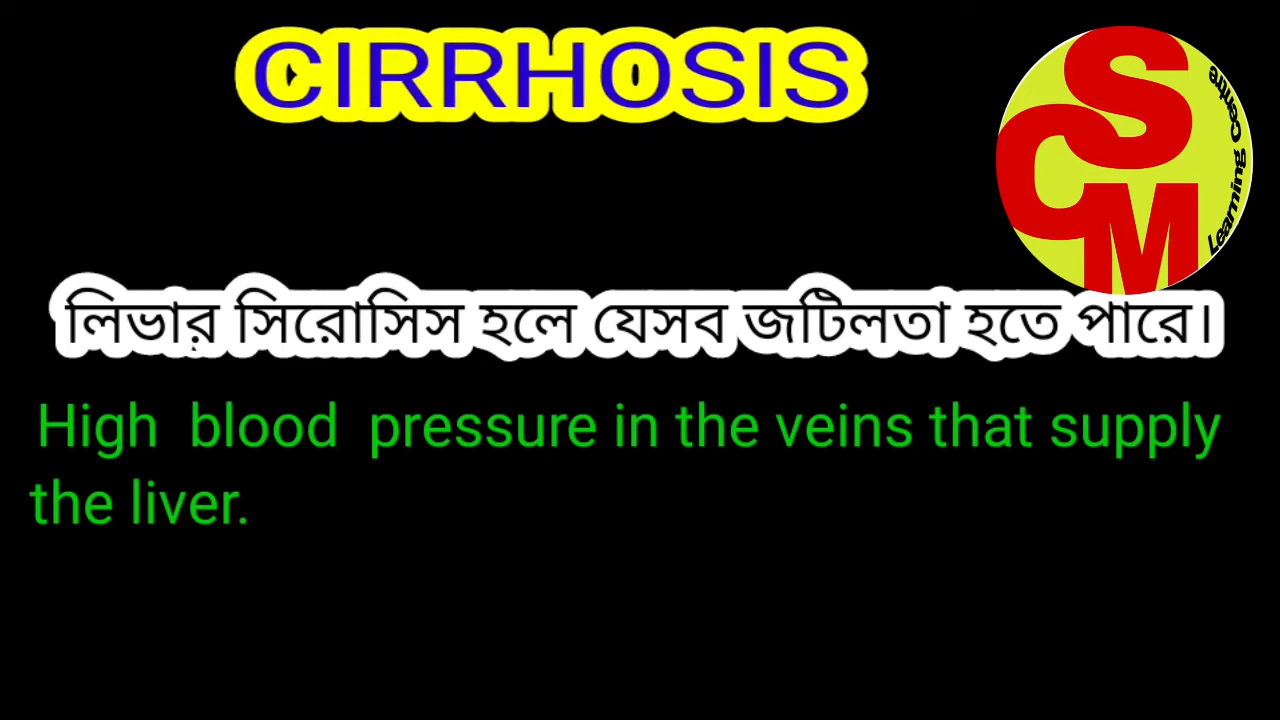 CIRRHOSIS
SCM
Learning Centre
লিভার সিরোসিস হলে যেসব জটিলতা হতে পারে।
High blood pressure in the veins that supply
the liver.